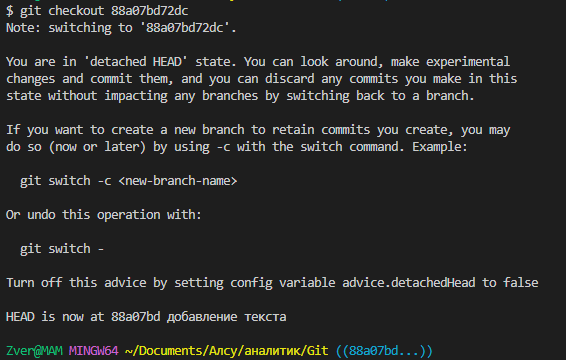 $ git checkout 88a07bd72dc
Note: switching to '88a07bd72dc'.
You are in 'detached HEAD' state. You can look around, make experimental
changes and commit them, and you can discard any commits you make in this
state without impacting any branches by switching back to a branch.
If you want to create a new branch to retain commits you create, you may
do so (now or later) by using -c with the switch command. Example:
git switch -c <new-branch-name>
Or undo this operation with:
git switch -
Turn off this advice by setting config variable advice.detachedHead to false
HEAD is now at 88a07bd добавление текста
Zver@MAM MINGW64 ~/Documents/Алсу/аналитик/Git ((88a07bd...))